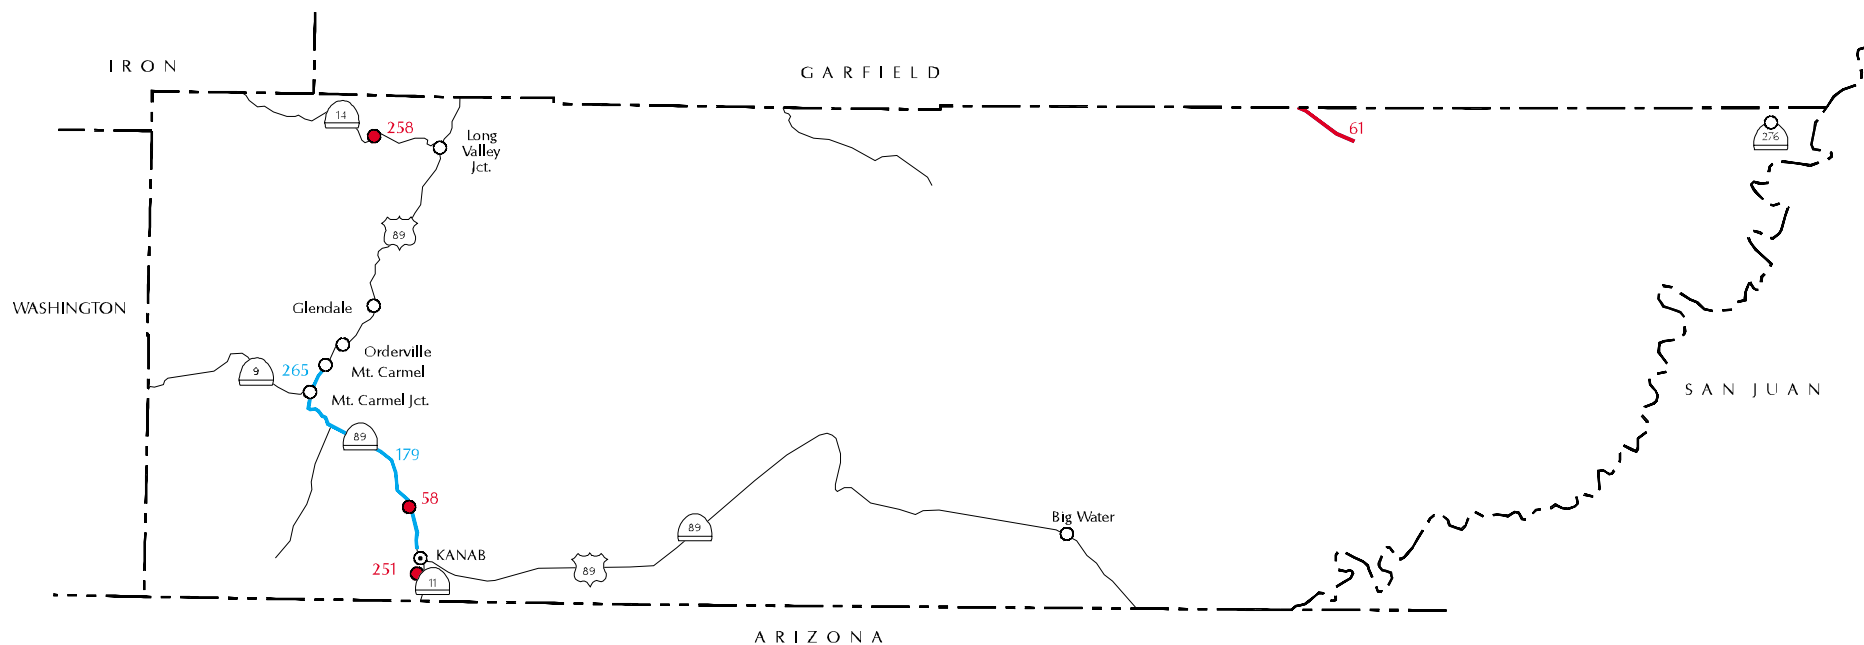 IRON
GARFIELD
14
258
Long
Valley
Jct.
61
276
89
Glendale
WASHINGTON
Orderville
265
Mt. Carmel
9
Mt. Carmel Jct.
SAN JUAN
89
179
58
Big Water
89
KANAB
251
11
89
ARIZONA